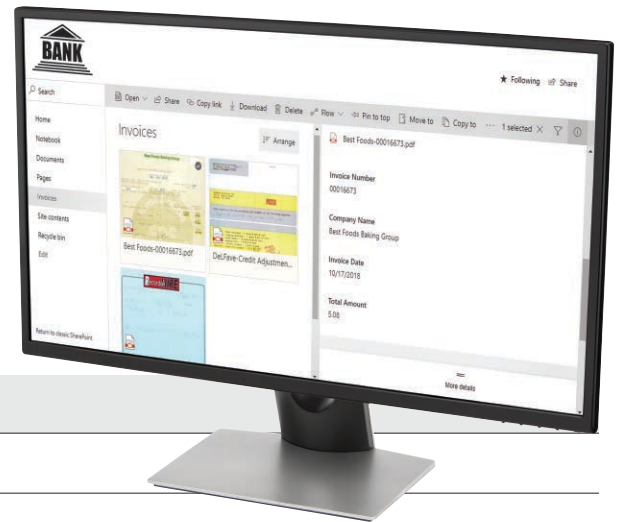 BANK
Following Share
Search
Open Share Copy link Download Delete Flow Pin to top Move to Copy to ... 1 selected
Home
Notebook
Documents
Pages
Invoices
Site contents
Recycle bin
Edit
Return to classic SharePoint
Invoices
Arrange
Best Foods-00016673.pdf
DeLFave-Credit Adjustmen...
Best Foods-00016673.pdf
Invoice Number
00016673
Company Name
Best Foods Baking Group
Invoice Date
10/17/2018
Total Amount
5.08
More details